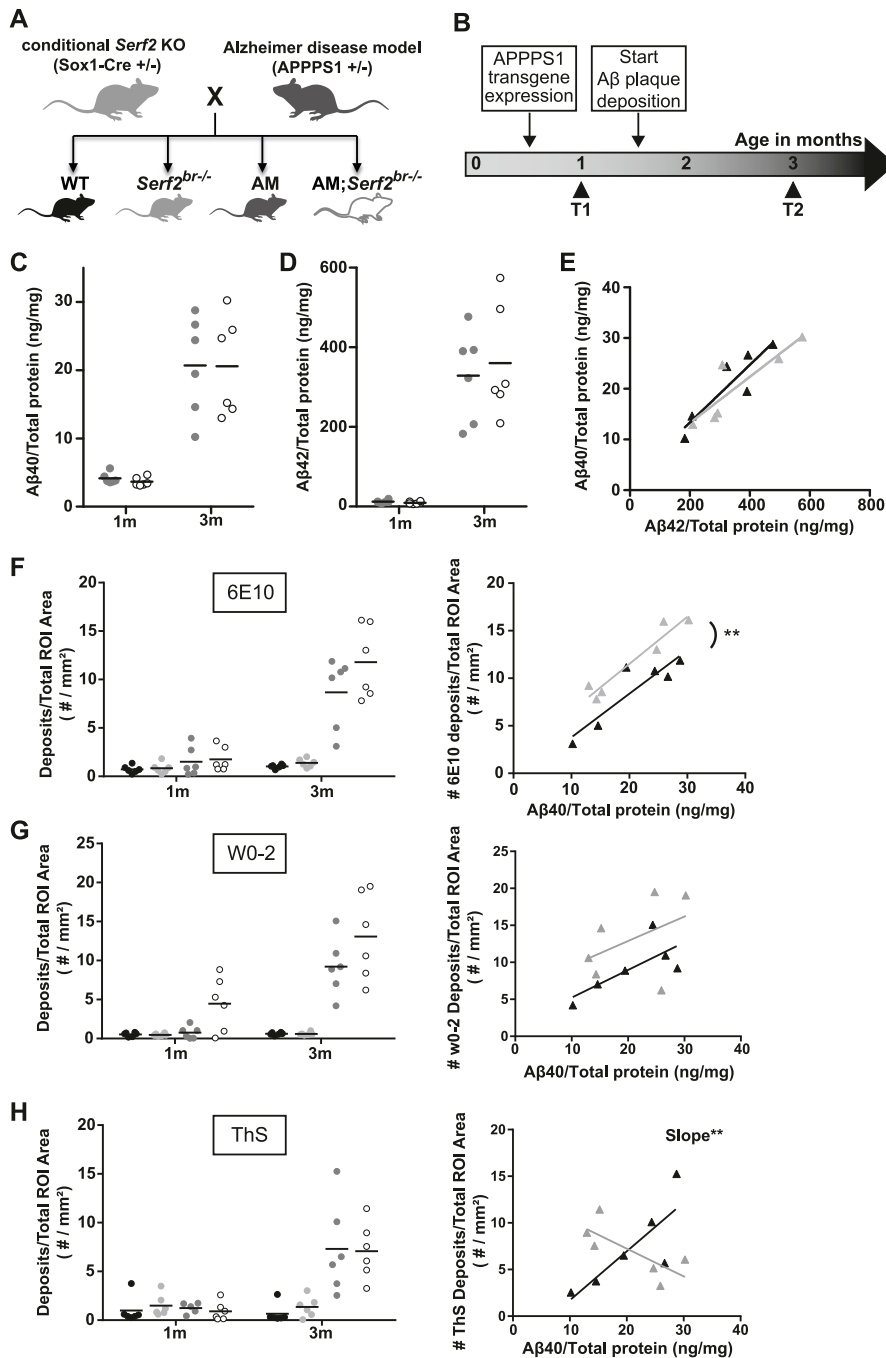 A
conditional Serf2 KO
(Sox1-Cre +/-)
Alzheimer disease model
(APPPS1 +/-)
X
WT
Serf2br-/-
AM
AM;Serf2br-/-
B
APPPS1
transgene
expression
Start
Aβ plaque
deposition
Age in months
0
1
2
3
T1
T2
C
Aβ40/Total protein (ng/mg)
30
20
10
0
1m
3m
D
Aβ42/Total protein (ng/mg)
600
400
200
0
1m
3m
E
Aβ40/Total protein (ng/mg)
40
30
20
10
0
0
200
400
600
800
Aβ42/Total protein (ng/mg)
F
6E10
Deposits/Total ROI Area
( # / mm²)
20
15
10
5
0
1m
3m
# 6E10 deposits/Total ROI Area
( # / mm²)
20
15
10
5
0
0
10
20
30
40
**
Aβ40/Total protein (ng/mg)
G
W0-2
Deposits/Total ROI Area
( # / mm²)
25
20
15
10
5
0
1m
3m
# w0-2 Deposits/Total ROI Area
( # / mm²)
25
20
15
10
5
0
0
10
20
30
40
Aβ40/Total protein (ng/mg)
H
ThS
Deposits/Total ROI Area
( # / mm²)
20
15
10
5
0
1m
3m
# ThS Deposits/Total ROI Area
( # / mm²)
20
15
10
5
0
0
10
20
30
40
Slope**
Aβ40/Total protein (ng/mg)